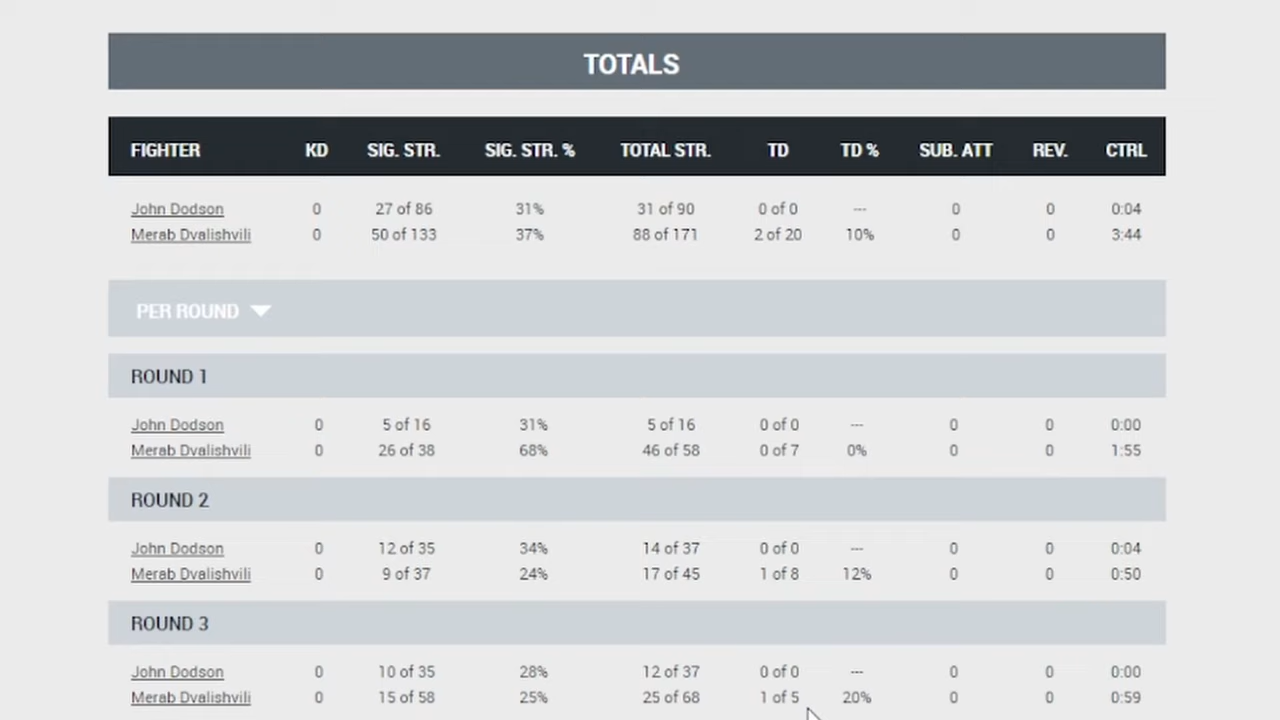 TOTALS
FIGHTER KD SIG. STR. SIG. STR. % TOTAL STR. TD TD % SUB. ATT REV. CTRL
John Dodson 0 27 of 86 31% 31 of 90 0 of 0 --- 0 0 0:04
Merab Dvalishvili 0 50 of 133 37% 88 of 171 2 of 20 10% 0 0 3:44
PER ROUND
ROUND 1
John Dodson 0 5 of 16 31% 5 of 16 0 of 0 --- 0 0 0:00
Merab Dvalishvili 0 26 of 38 68% 46 of 58 0 of 7 0% 0 0 1:55
ROUND 2
John Dodson 0 12 of 35 34% 14 of 37 0 of 0 --- 0 0 0:04
Merab Dvalishvili 0 9 of 37 24% 17 of 45 1 of 8 12% 0 0 0:50
ROUND 3
John Dodson 0 10 of 35 28% 12 of 37 0 of 0 --- 0 0 0:00
Merab Dvalishvili 0 15 of 58 25% 25 of 68 1 of 5 20% 0 0 0:59